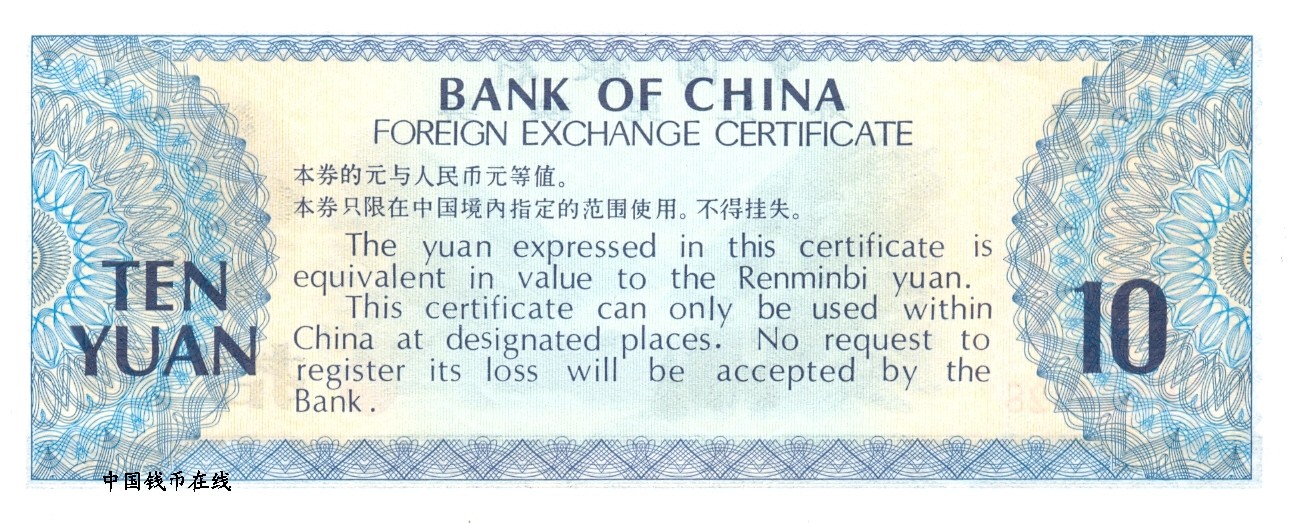 BANK OF CHINA
FOREIGN EXCHANGE CERTIFICATE
本券的元与人民币元等值。
本券只限在中国境内指定的范围使用。不得挂失。
The yuan expressed in this certificate is
equivalent in value to the Renminbi yuan.
This certificate can only be used within
China at designated places. No request to
register its loss will be accepted by the
Bank.
TEN
YUAN
10
中国钱币在线